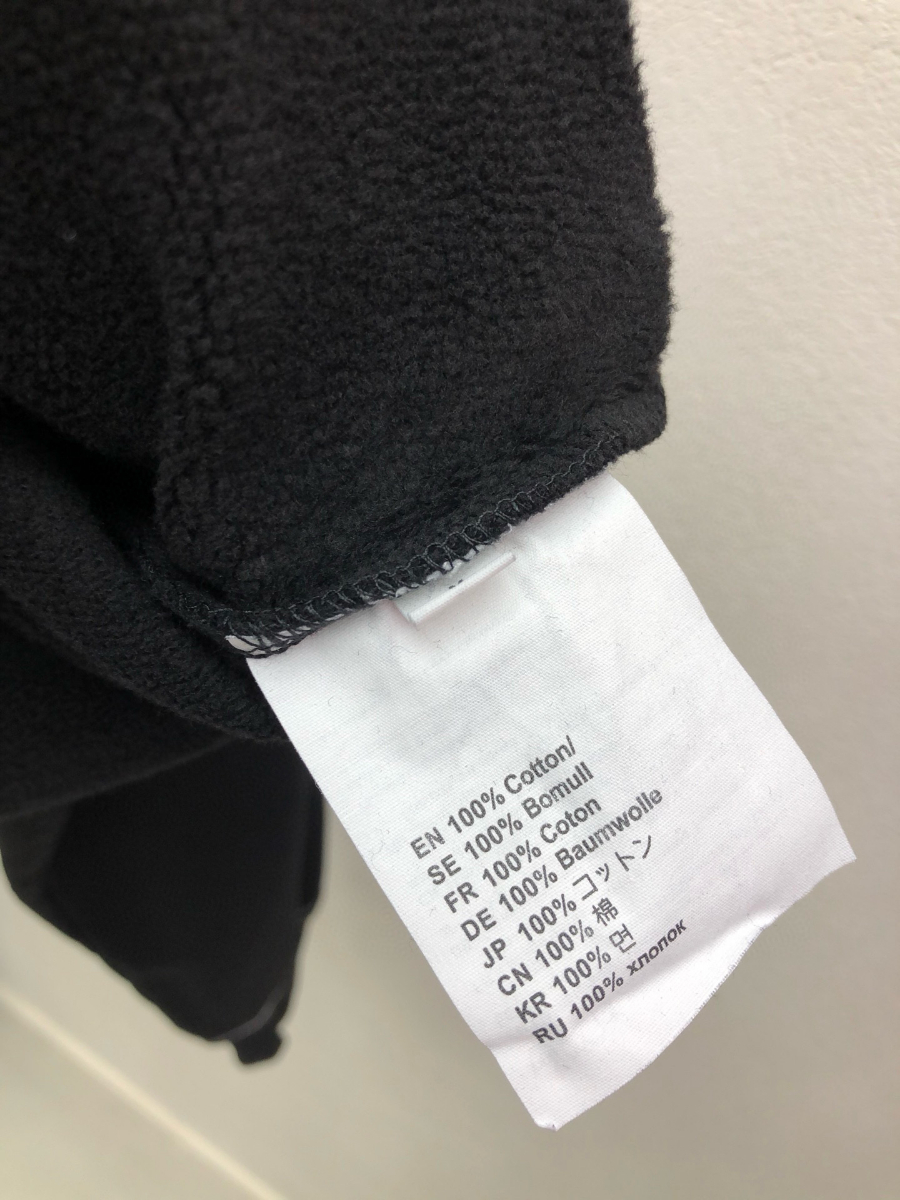 EN 100% Cotton/
SE 100% Bomull
FR 100% Coton
DE 100% Baumwolle
JP 100% コットン
CN 100% 棉
KR 100% 면
RU 100% хлопок